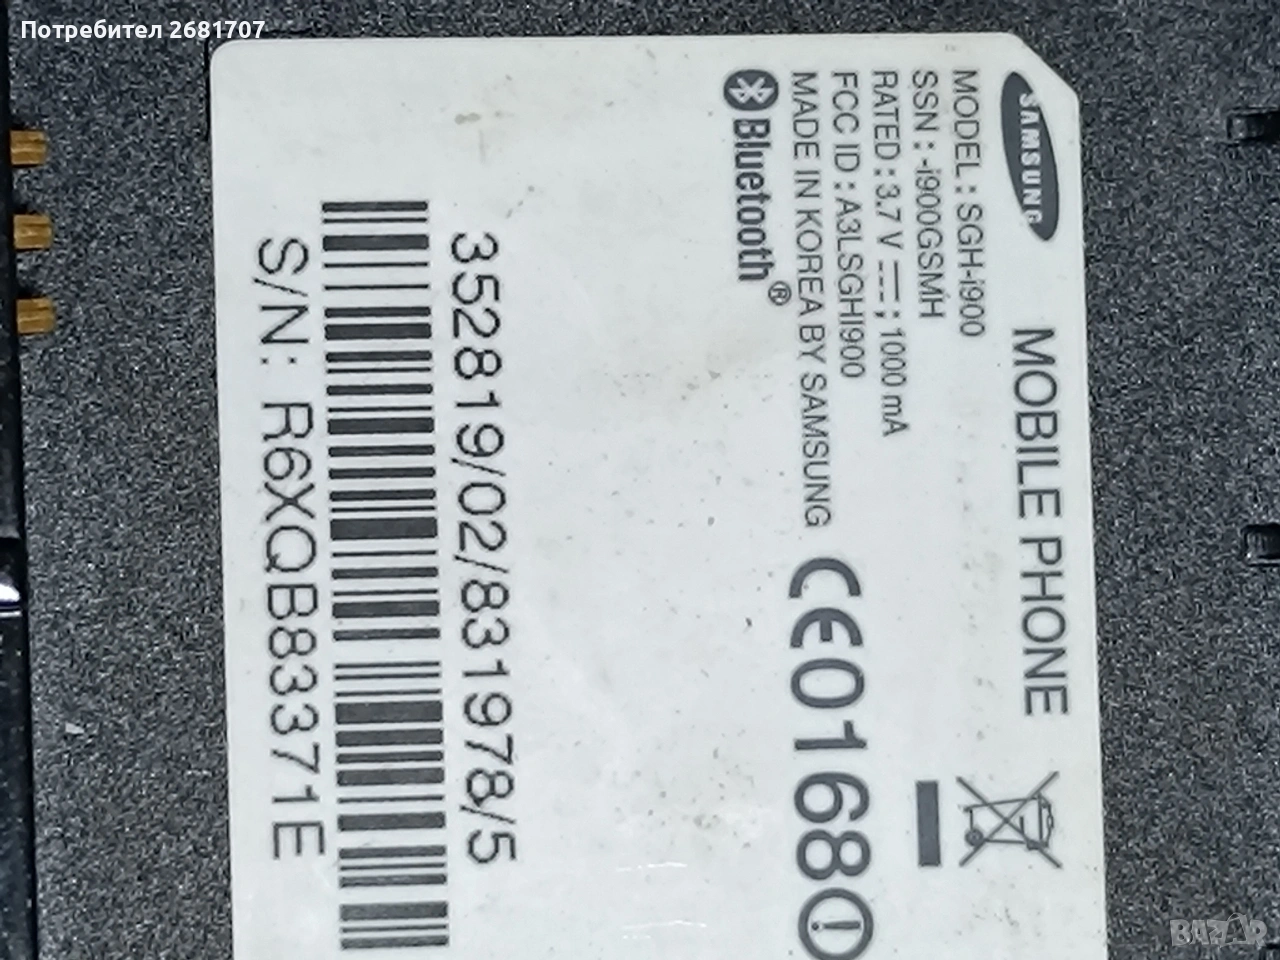 Потребител 2681707
SAMSUNG
MOBILE PHONE
MODEL : SGH-i900
SSN : -i900GSMH
RATED : 3.7 V ; 1000 mA
FCC ID : A3LSGHI900
MADE IN KOREA BY SAMSUNG
Bluetooth®
CE0168
352819/02/831978/5
S/N: R6XQB83371E
BAZAR